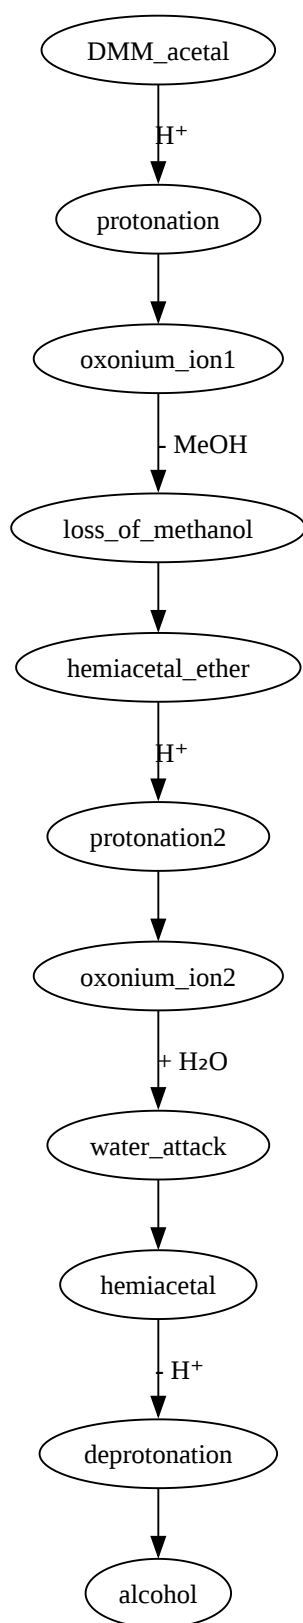 DMM_acetal
H⁺
protonation
oxonium_ion1
- MeOH
loss_of_methanol
hemiacetal_ether
H⁺
protonation2
oxonium_ion2
+ H₂O
water_attack
hemiacetal
- H⁺
deprotonation
alcohol